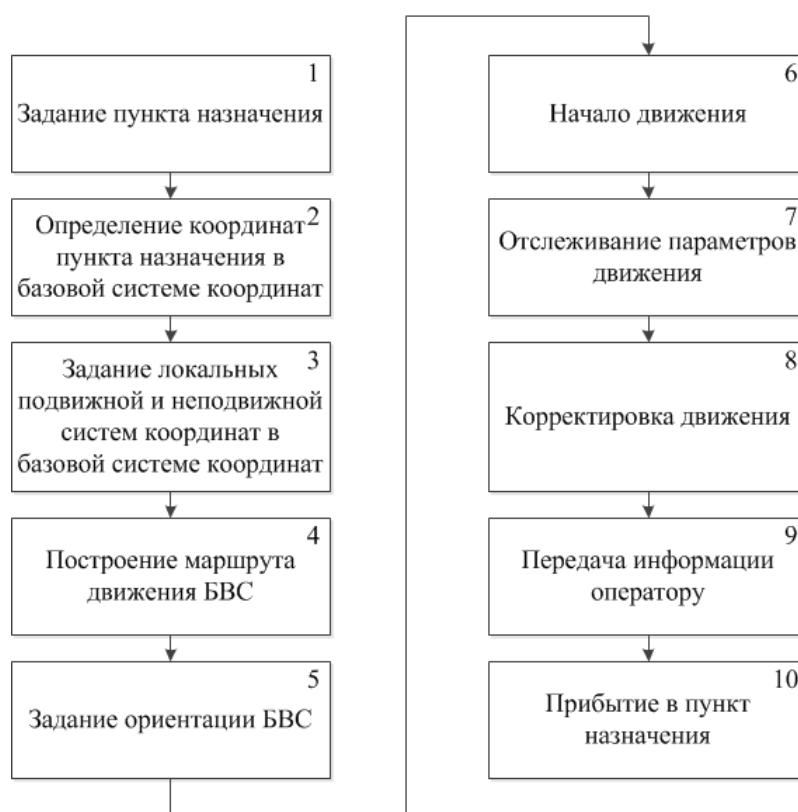 1
Задание пункта назначения
2
Определение координат
пункта назначения в
базовой системе координат
3
Задание локальных
подвижной и неподвижной
систем координат в
базовой системе координат
4
Построение маршрута
движения БВС
5
Задание ориентации БВС
6
Начало движения
7
Отслеживание параметров
движения
8
Корректировка движения
9
Передача информации
оператору
10
Прибытие в пункт
назначения